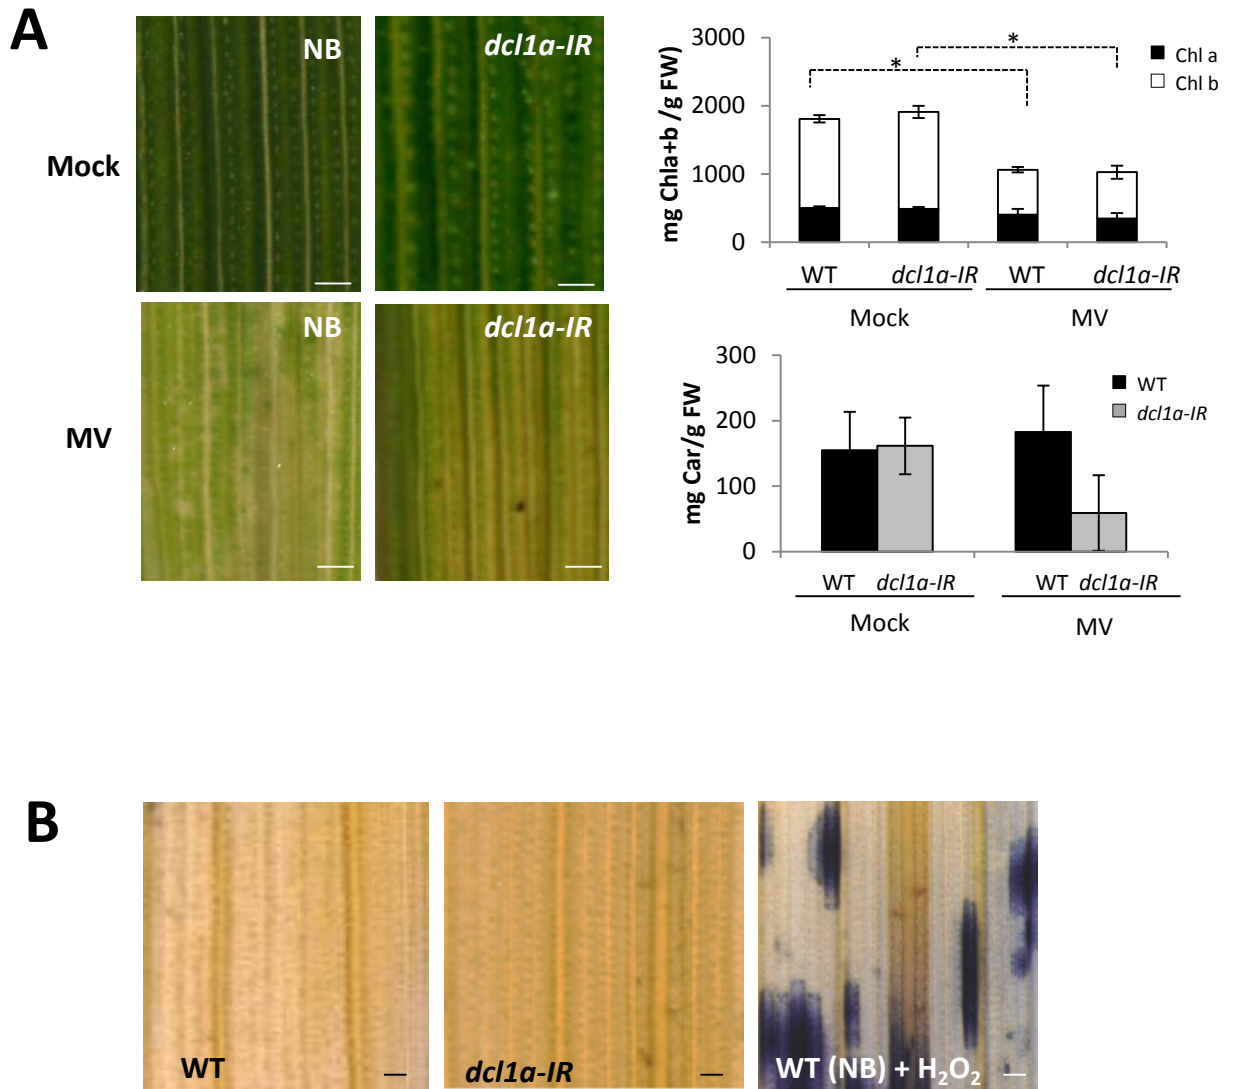 A
NB
dcl1a-IR
Mock
NB
dcl1a-IR
MV
mg Chla+b /g FW
3000
2000
1000
0
*
*
Chl a
Chl b
WT
dcl1a-IR
WT
dcl1a-IR
Mock
MV
mg Car/g FW
300
200
100
0
WT
dcl1a-IR
WT
dcl1a-IR
WT
dcl1a-IR
Mock
MV
B
WT
dcl1a-IR
WT (NB) + H₂O₂